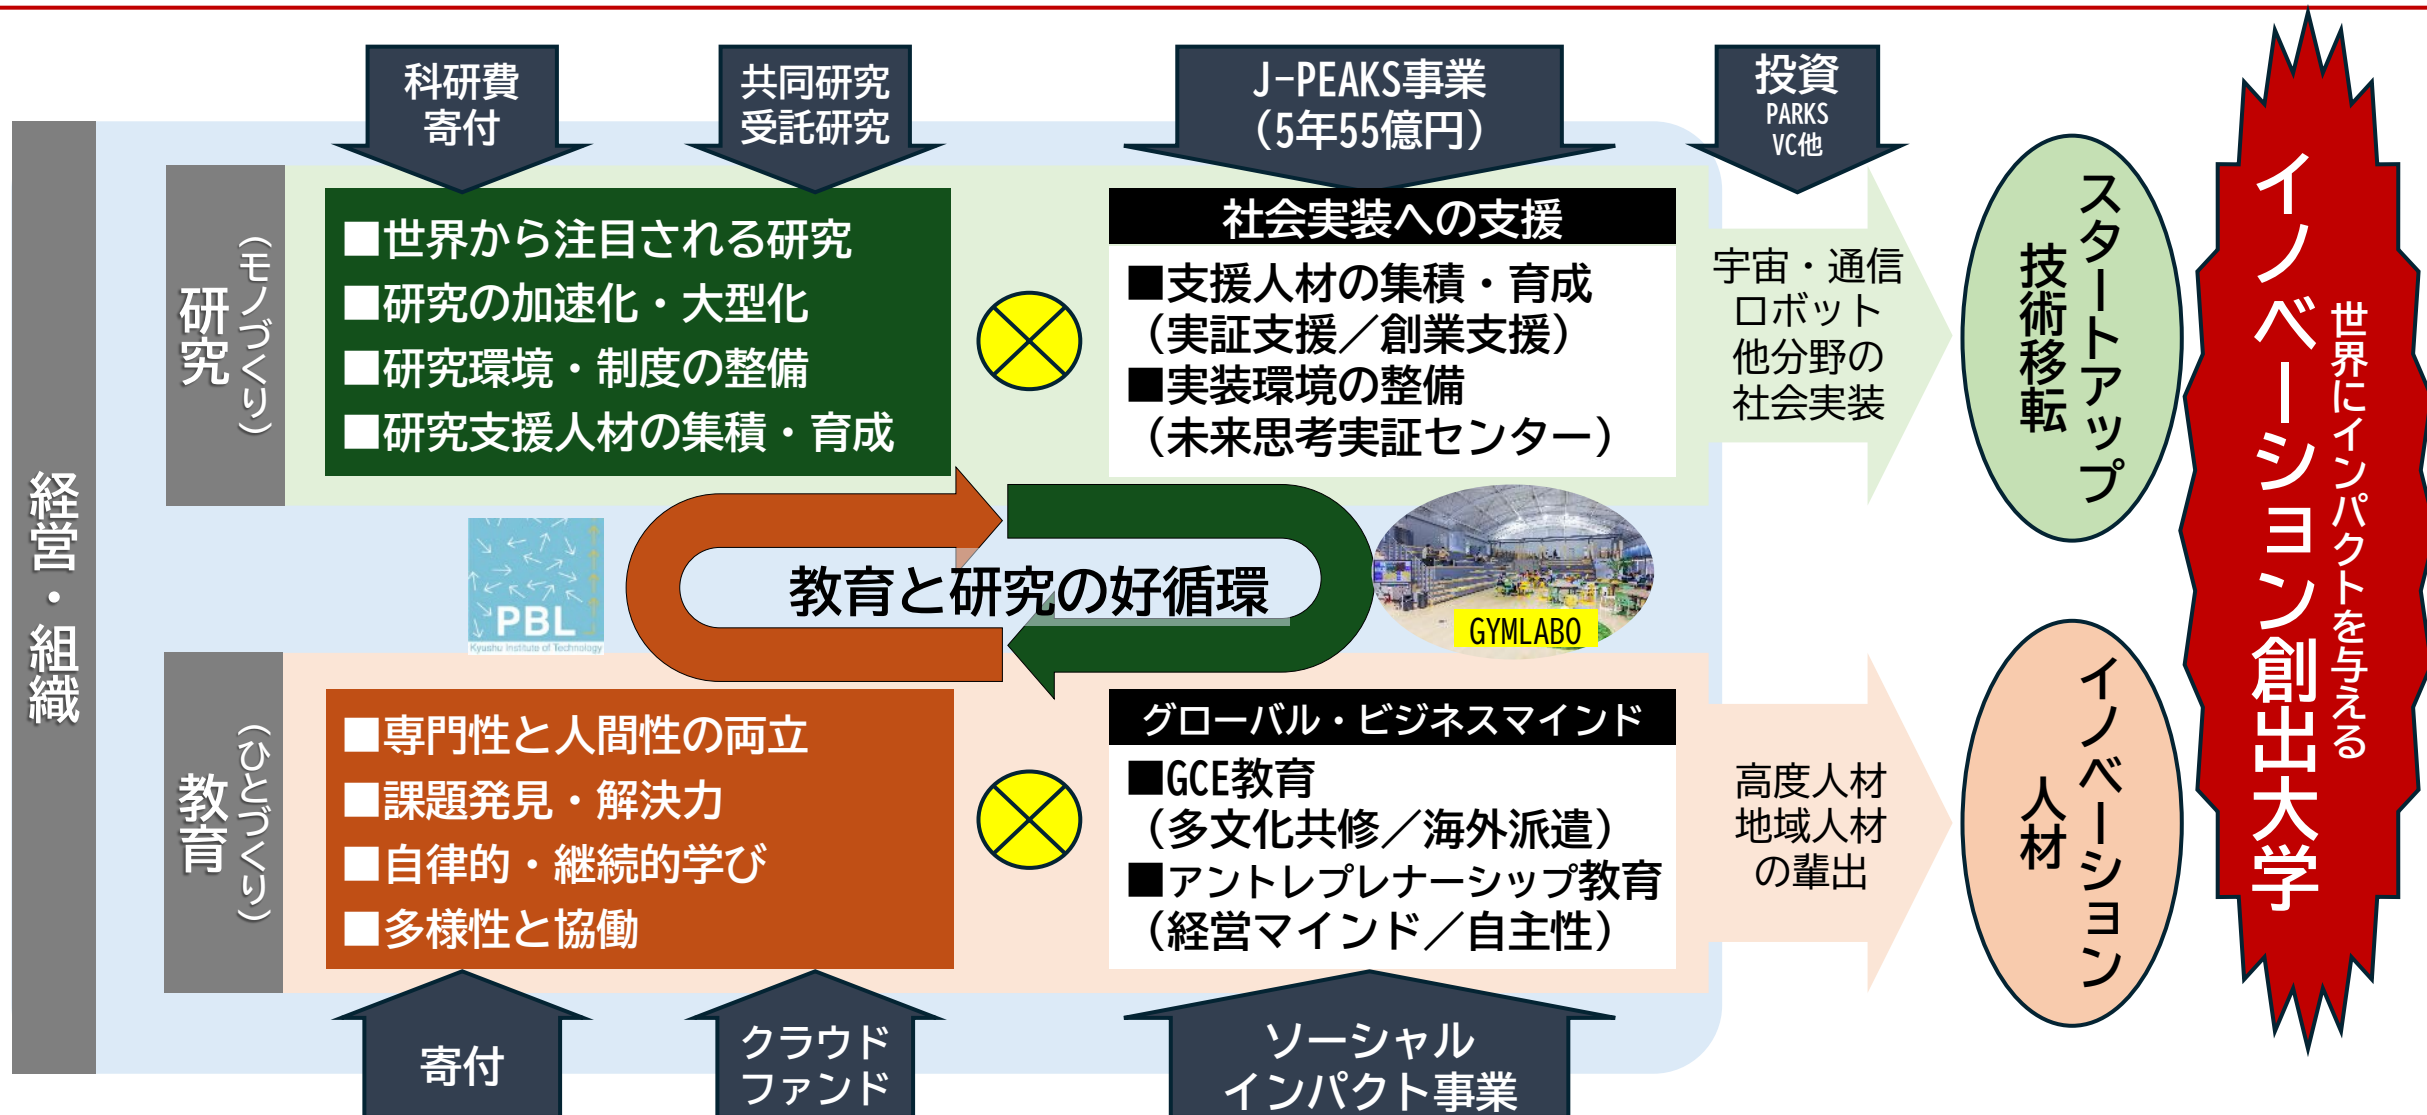 科研費
寄付
共同研究
受託研究
J-PEAKS事業
（5年55億円）
投資
PARKS
VC他
経営・組織
研究
（モノづくり）
■世界から注目される研究
■研究の加速化・大型化
■研究環境・制度の整備
■研究支援人材の集積・育成
社会実装への支援
■支援人材の集積・育成
（実証支援／創業支援）
■実装環境の整備
（未来思考実証センター）
宇宙・通信
ロボット
他分野の
社会実装
スタートアップ
技術移転
世界にインパクトを与える
イノベーション創出大学
PBL
Kyushu Institute of Technology
教育と研究の好循環
GYMLABO
教育
（ひとづくり）
■専門性と人間性の両立
■課題発見・解決力
■自律的・継続的学び
■多様性と協働
グローバル・ビジネスマインド
■GCE教育
（多文化共修／海外派遣）
■アントレプレナーシップ教育
（経営マインド／自主性）
高度人材
地域人材
の輩出
イノベーション
人材
寄付
クラウド
ファンド
ソーシャル
インパクト事業